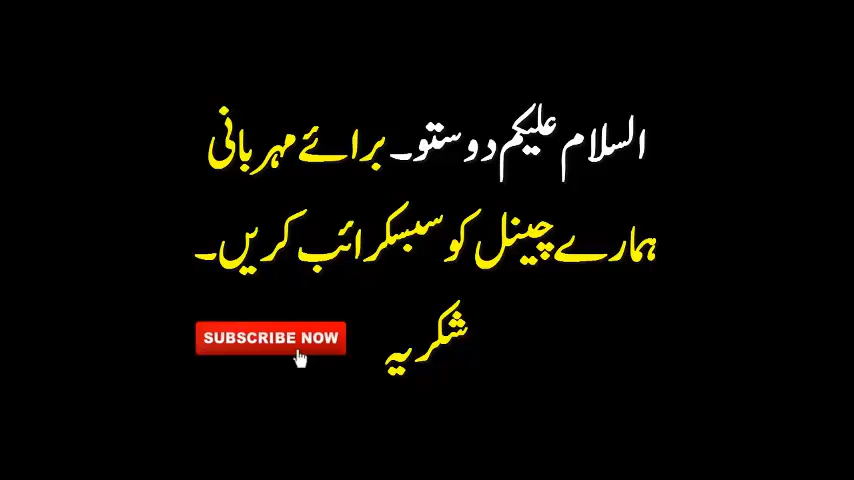 السلام علیکم دوستو۔ برائے مہربانی
ہمارے چینل کو سبسکرائب کریں۔
شکریہ
SUBSCRIBE NOW